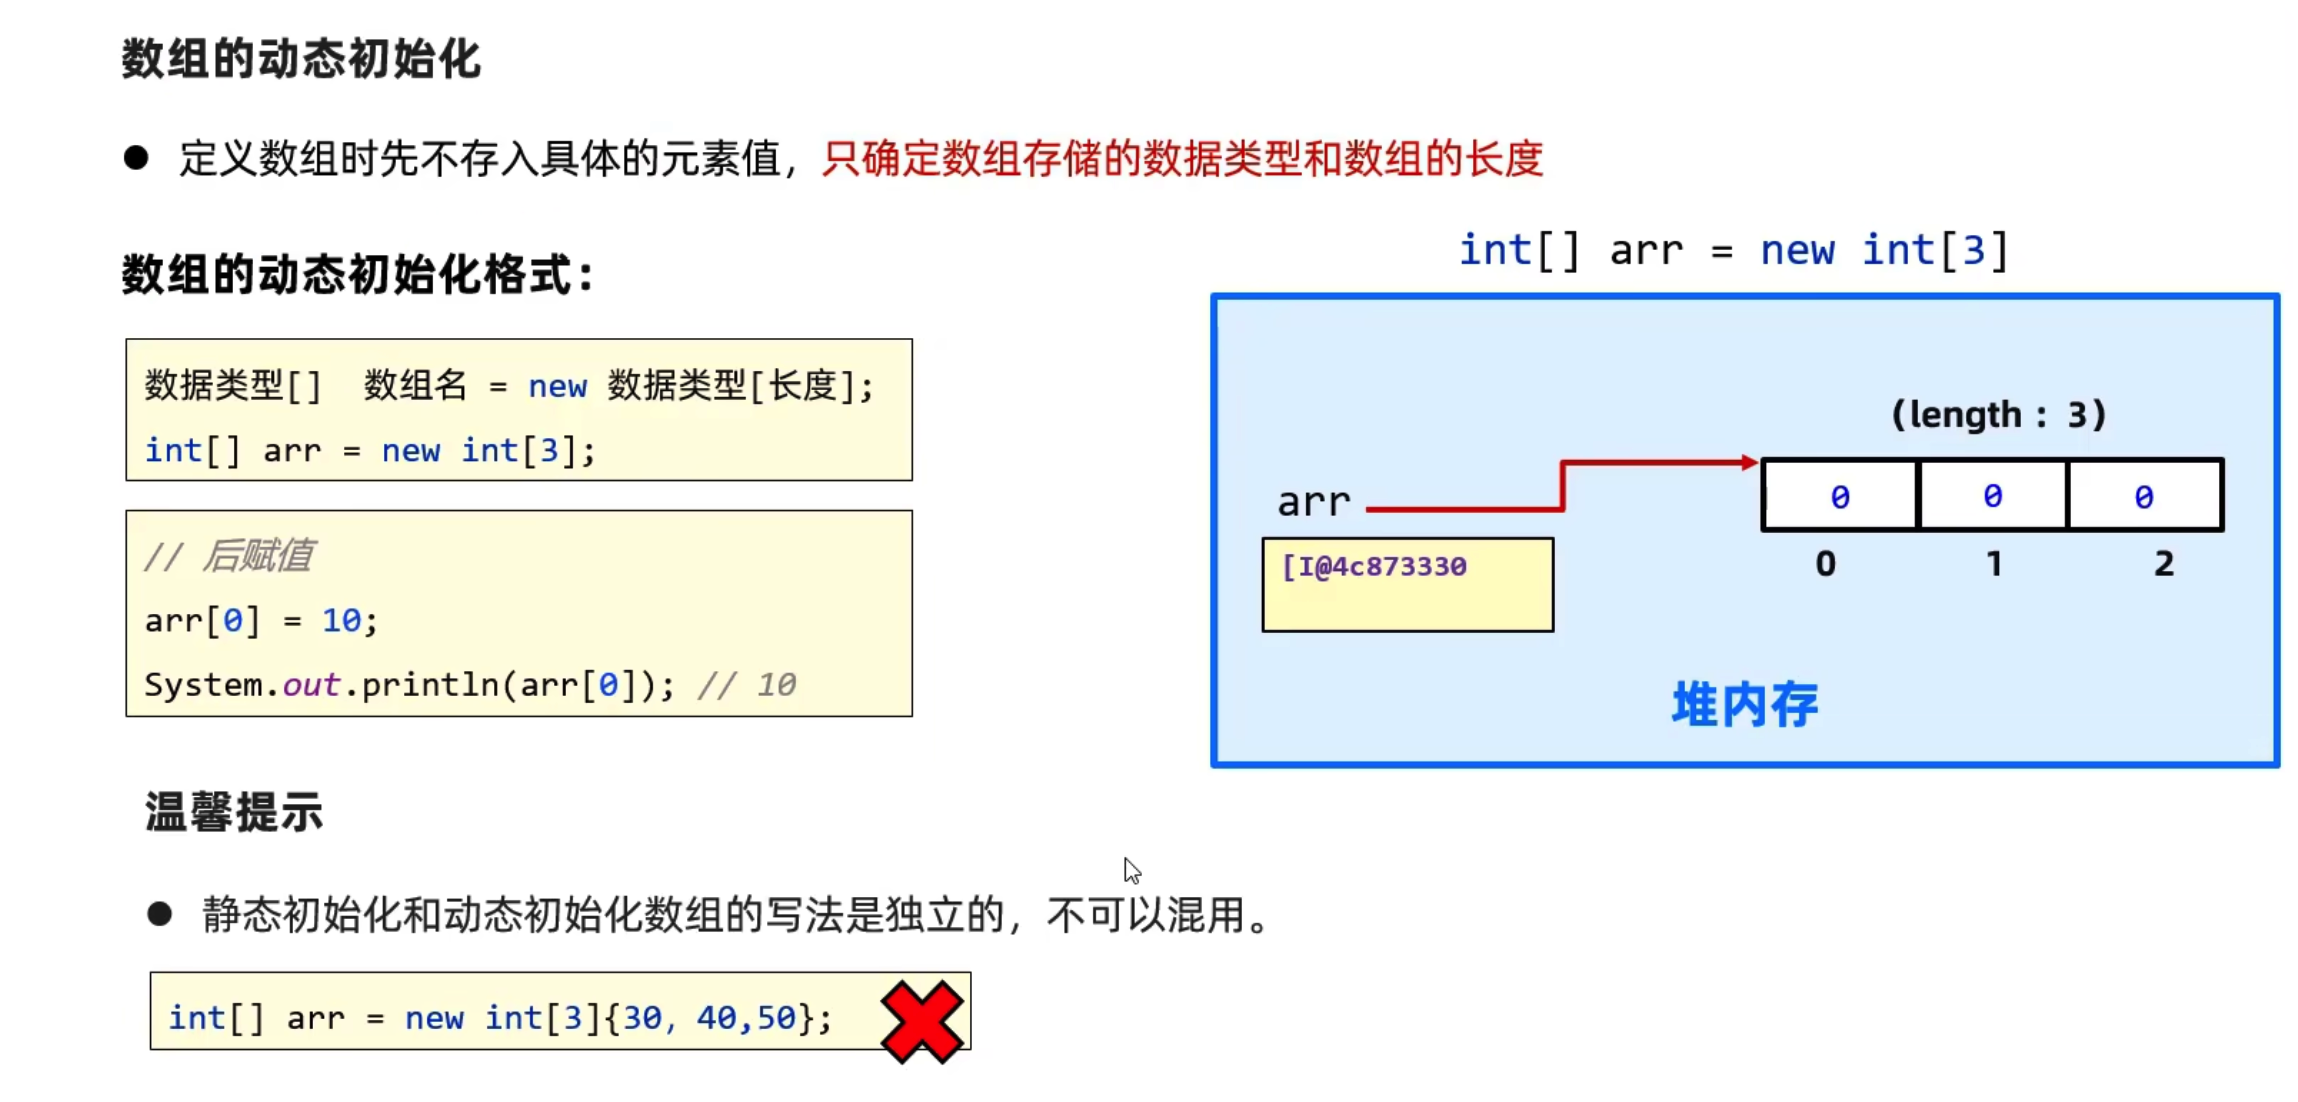 数组的动态初始化
● 定义数组时先不存入具体的元素值，只确定数组存储的数据类型和数组的长度
数组的动态初始化格式：
数据类型[]  数组名 = new 数据类型[长度];
int[] arr = new int[3];
// 后赋值
arr[0] = 10;
System.out.println(arr[0]); // 10
int[] arr = new int[3]
(length : 3)
arr
0 0 0
[I@4c873330
0 1 2
堆内存
温馨提示
● 静态初始化和动态初始化数组的写法是独立的，不可以混用。
int[] arr = new int[3]{30, 40,50};